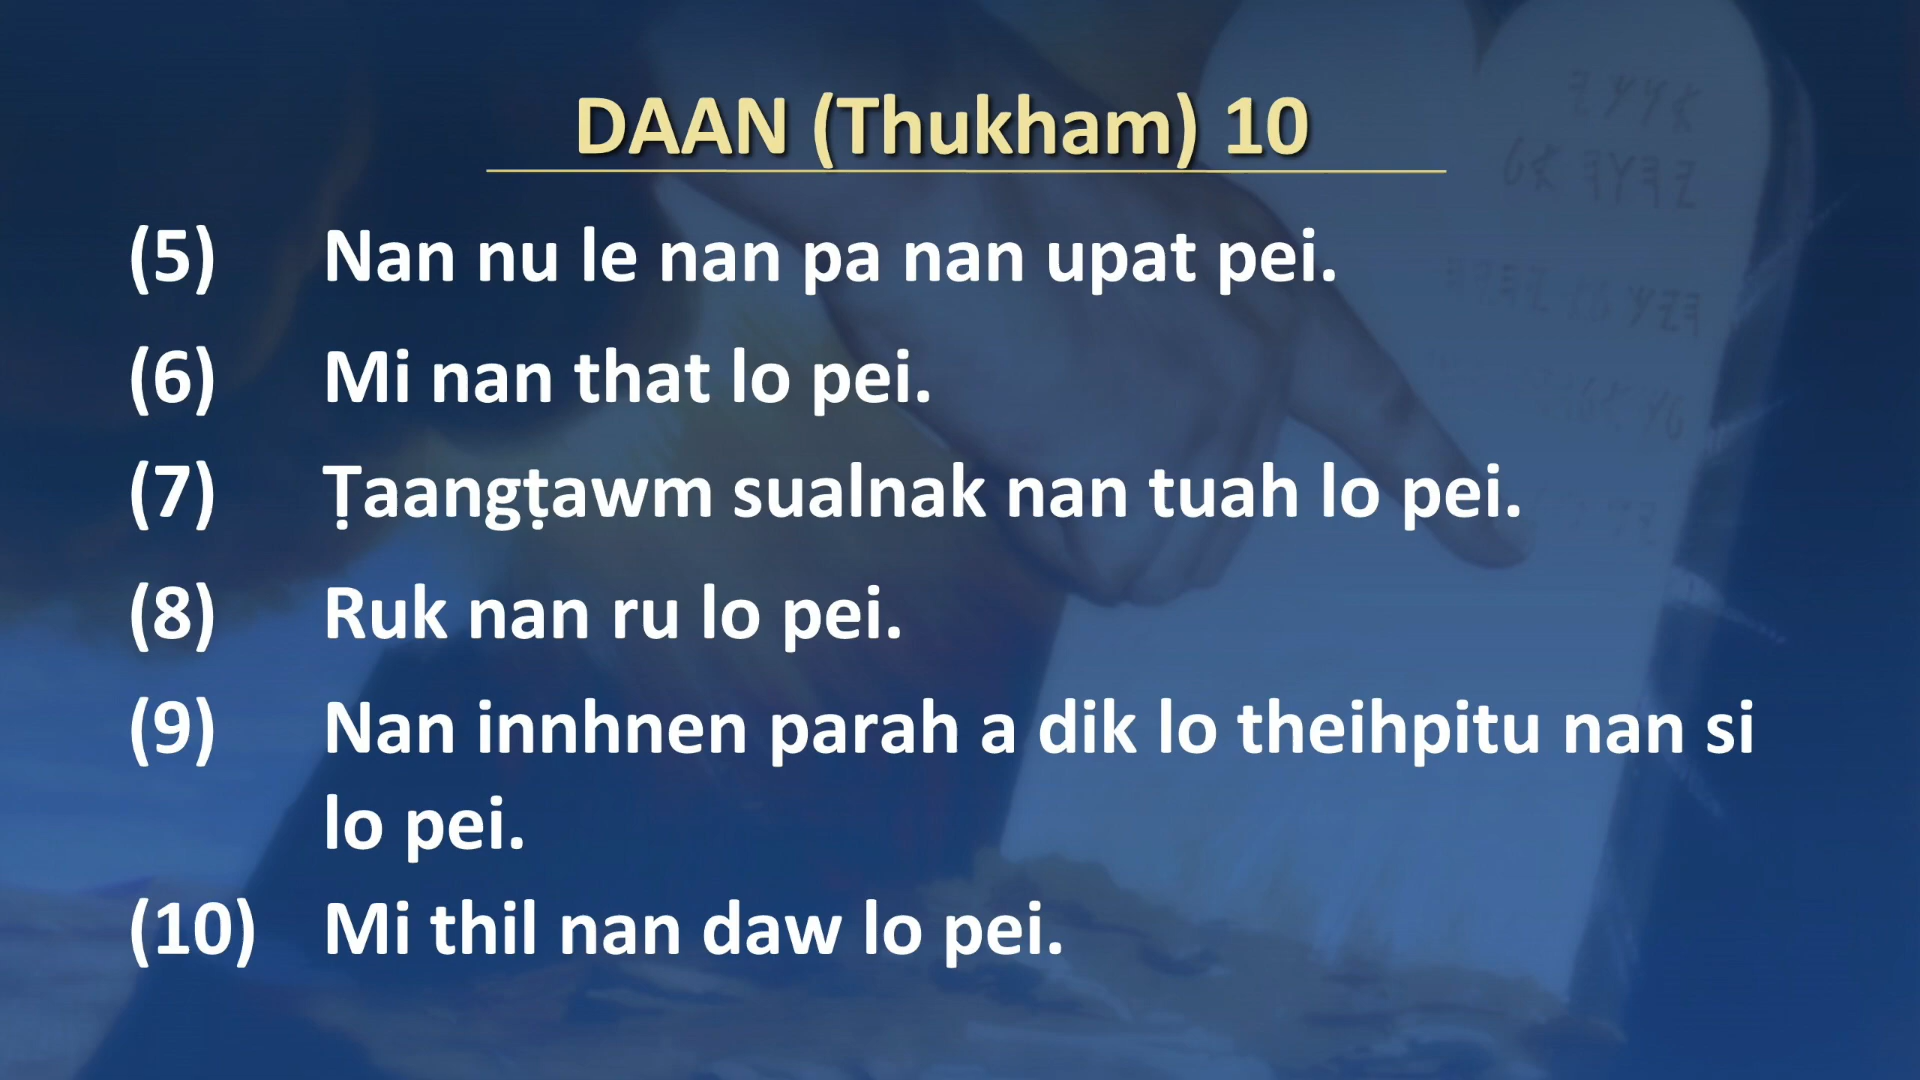 DAAN (Thukham) 10
(5) Nan nu le nan pa nan upat pei.
(6) Mi nan that lo pei.
(7) Ṭaangṭawm sualnak nan tuah lo pei.
(8) Ruk nan ru lo pei.
(9) Nan innhnen parah a dik lo theihpitu nan si
lo pei.
(10) Mi thil nan daw lo pei.